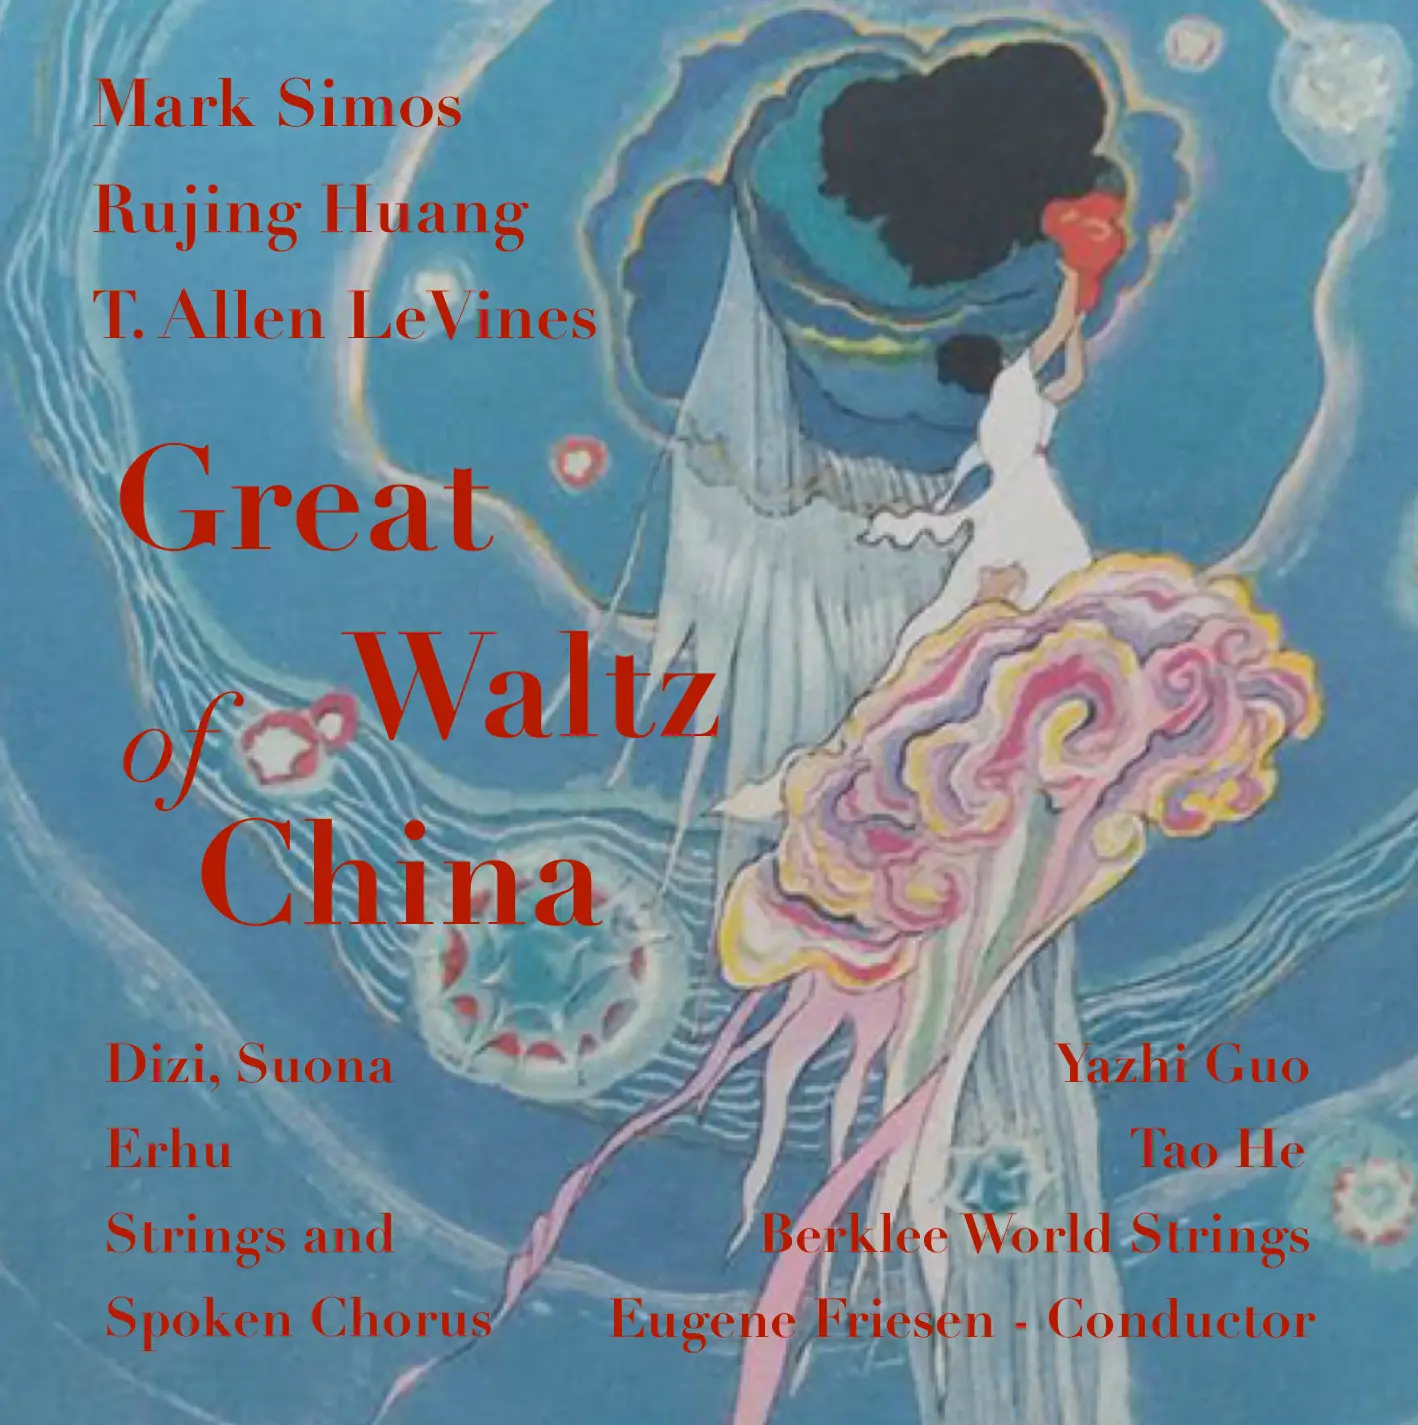 Mark Simos
Rujing Huang
T. Allen LeVines
Great
Waltz
of
China
Dizi, Suona
Yazhi Guo
Erhu
Tao He
Strings and
Berklee World Strings
Spoken Chorus
Eugene Friesen - Conductor